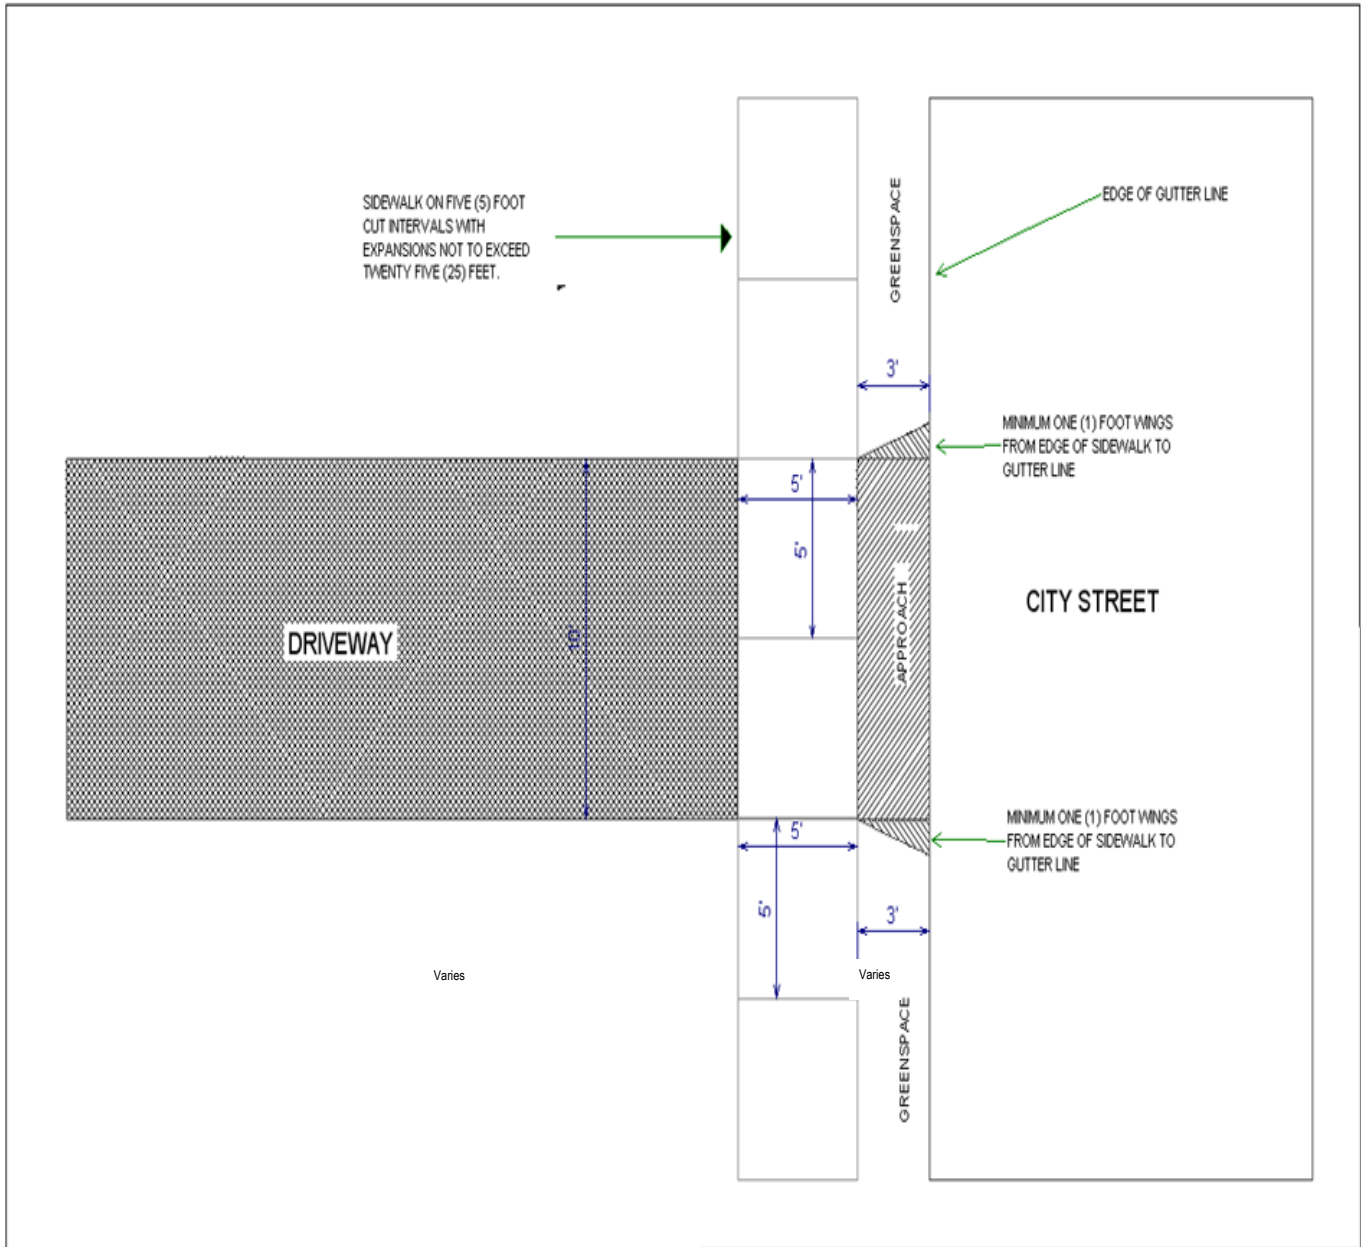 SIDEWALK ON FIVE (5) FOOT
CUT INTERVALS WITH
EXPANSIONS NOT TO EXCEED
TWENTY FIVE (25) FEET.
GREENSPACE
EDGE OF GUTTER LINE
3'
MINIMUM ONE (1) FOOT WINGS
FROM EDGE OF SIDEWALK TO
GUTTER LINE
5'
5'
10'
DRIVEWAY
APPROACH
CITY STREET
MINIMUM ONE (1) FOOT WINGS
FROM EDGE OF SIDEWALK TO
GUTTER LINE
5'
5'
3'
Varies
Varies
GREENSPACE